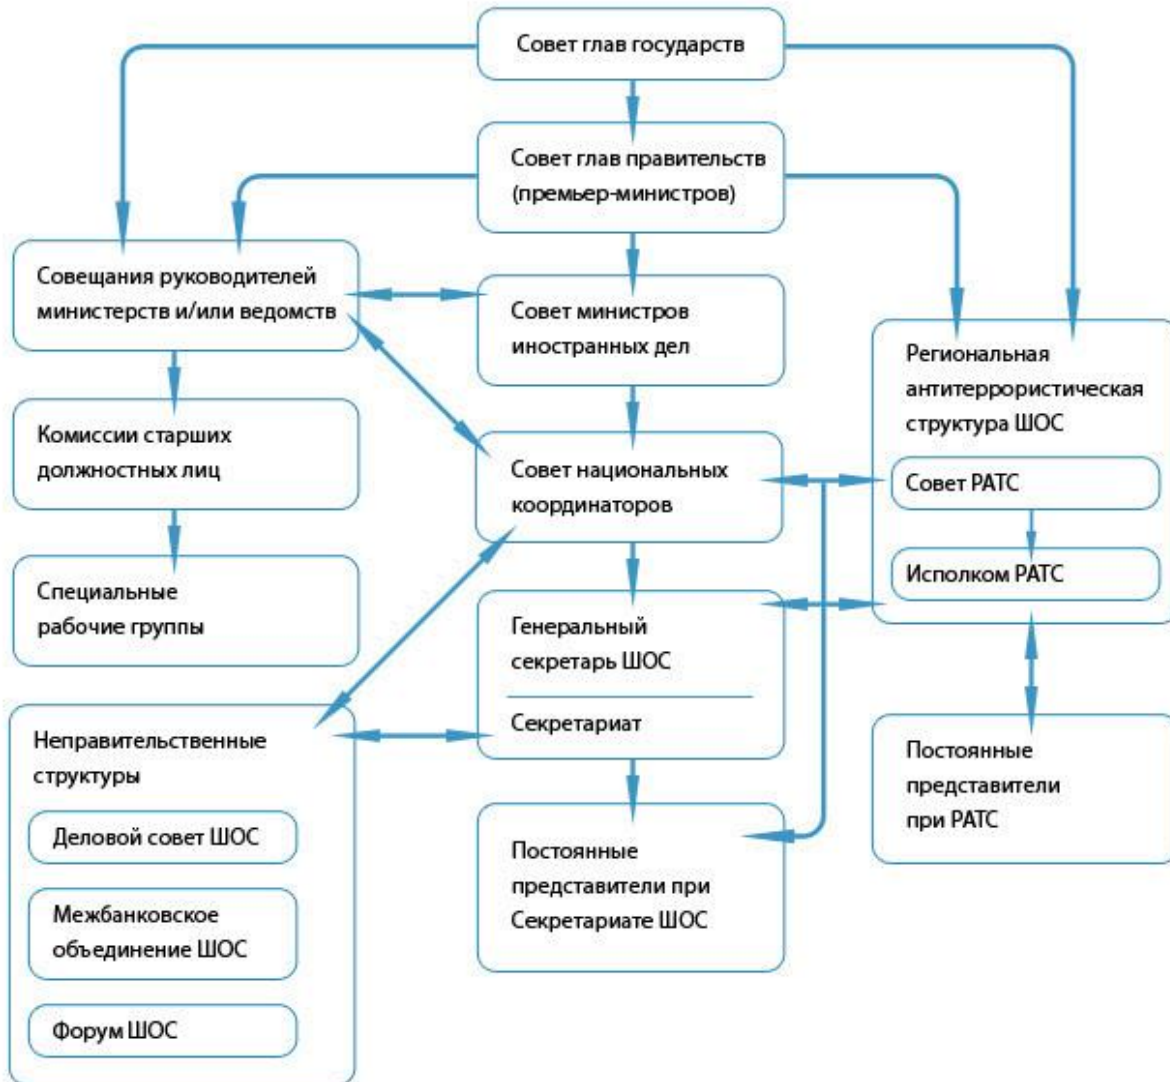 Совет глав государств
Совет глав правительств
(премьер-министров)
Совещания руководителей
министерств и/или ведомств
Совет министров
иностранных дел
Региональная
антитеррористическая
структура ШОС
Совет РАТС
Исполком РАТС
Комиссии старших
должностных лиц
Совет национальных
координаторов
Специальные
рабочие группы
Генеральный
секретарь ШОС
Секретариат
Неправительственные
структуры
Деловой совет ШОС
Межбанковское
объединение ШОС
Форум ШОС
Постоянные
представители при
Секретариате ШОС
Постоянные
представители
при РАТС